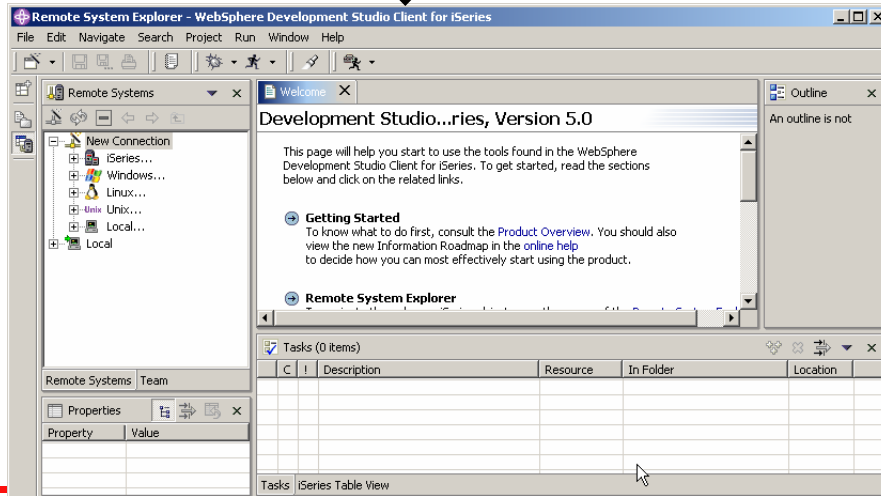 Remote System Explorer - WebSphere Development Studio Client for iSeries
File Edit Navigate Search Project Run Window Help
Remote Systems
New Connection
iSeries...
Windows...
Linux...
Unix Unix...
Local...
Local
Remote Systems Team
Properties
Property Value
Welcome
Development Studio...ries, Version 5.0
This page will help you start to use the tools found in the WebSphere
Development Studio Client for iSeries. To get started, read the sections
below and click on the related links.
Getting Started
To know what to do first, consult the Product Overview. You should also
view the new Information Roadmap in the online help
to decide how you can most effectively start using the product.
Remote System Explorer
Outline
An outline is not
Tasks (0 items)
C ! Description Resource In Folder Location
Tasks iSeries Table View